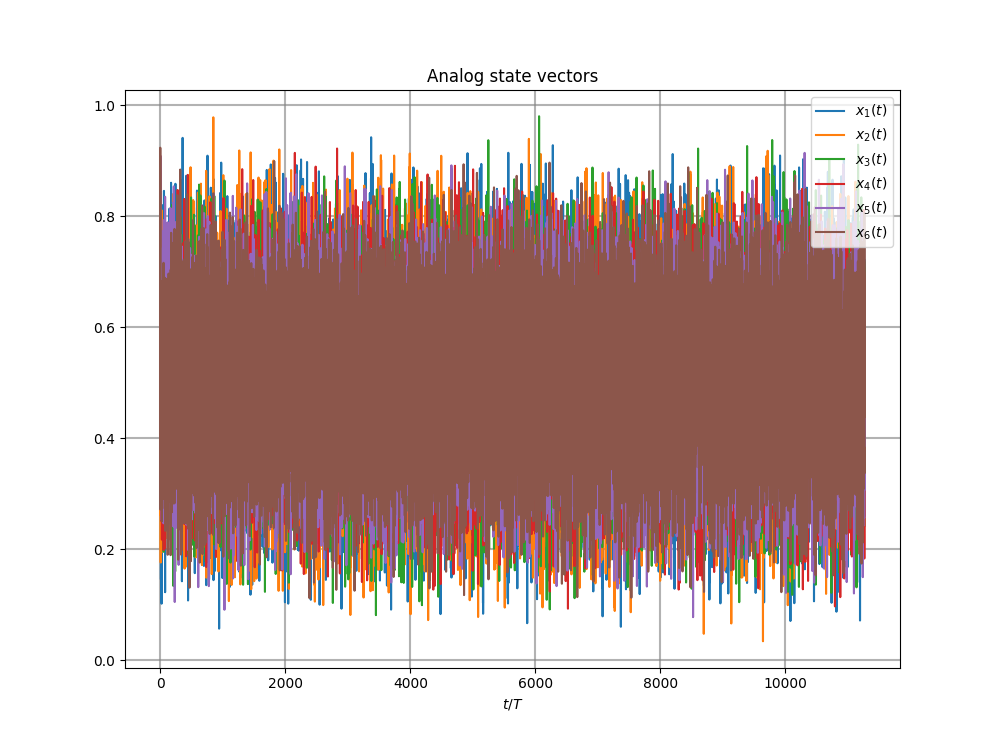 Analog state vectors
1.0
0.8
0.6
0.4
0.2
0.0
x₁(t)
x₂(t)
x₃(t)
x₄(t)
x₅(t)
x₆(t)
0 2000 4000 6000 8000 10000
t/T